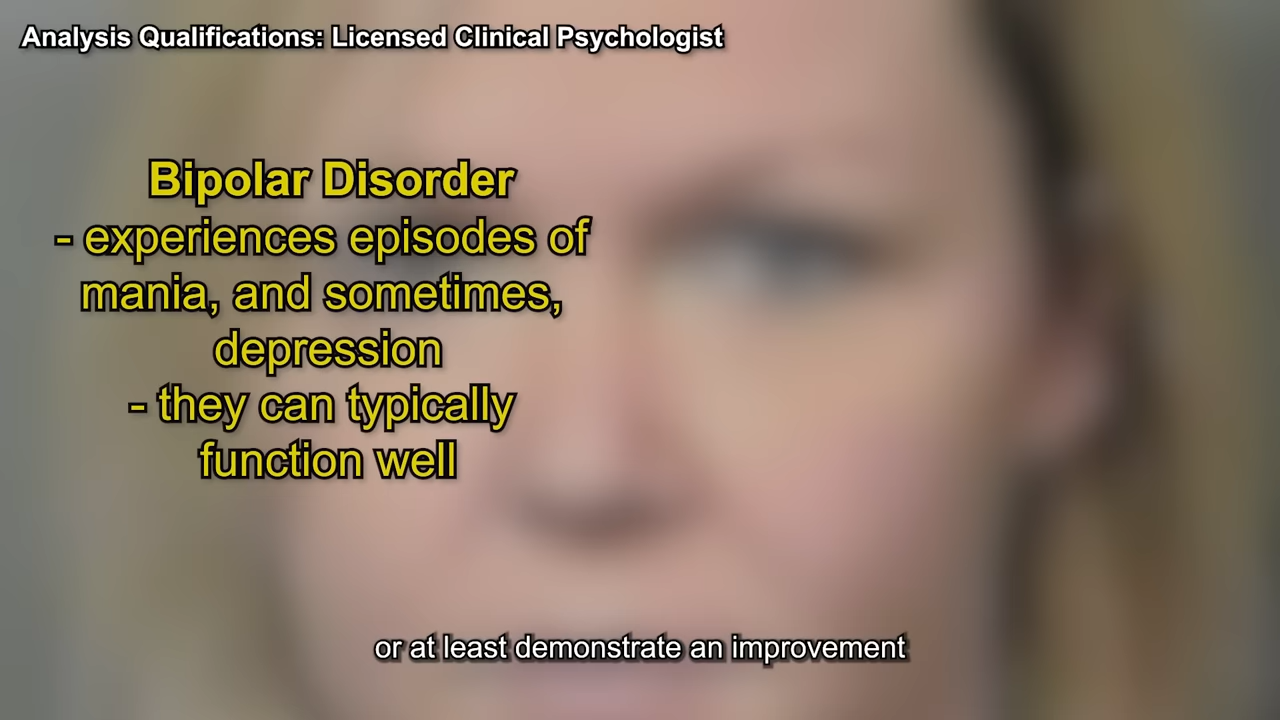 Analysis Qualifications: Licensed Clinical Psychologist
Bipolar Disorder
- experiences episodes of
mania, and sometimes,
depression
- they can typically
function well
or at least demonstrate an improvement